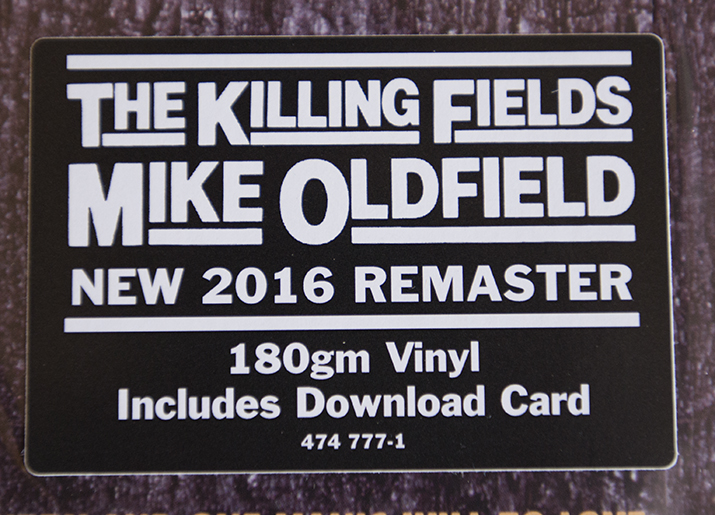 THE KILLING FIELDS
MIKE OLDFIELD
NEW 2016 REMASTER
180gm Vinyl
Includes Download Card
474 777-1